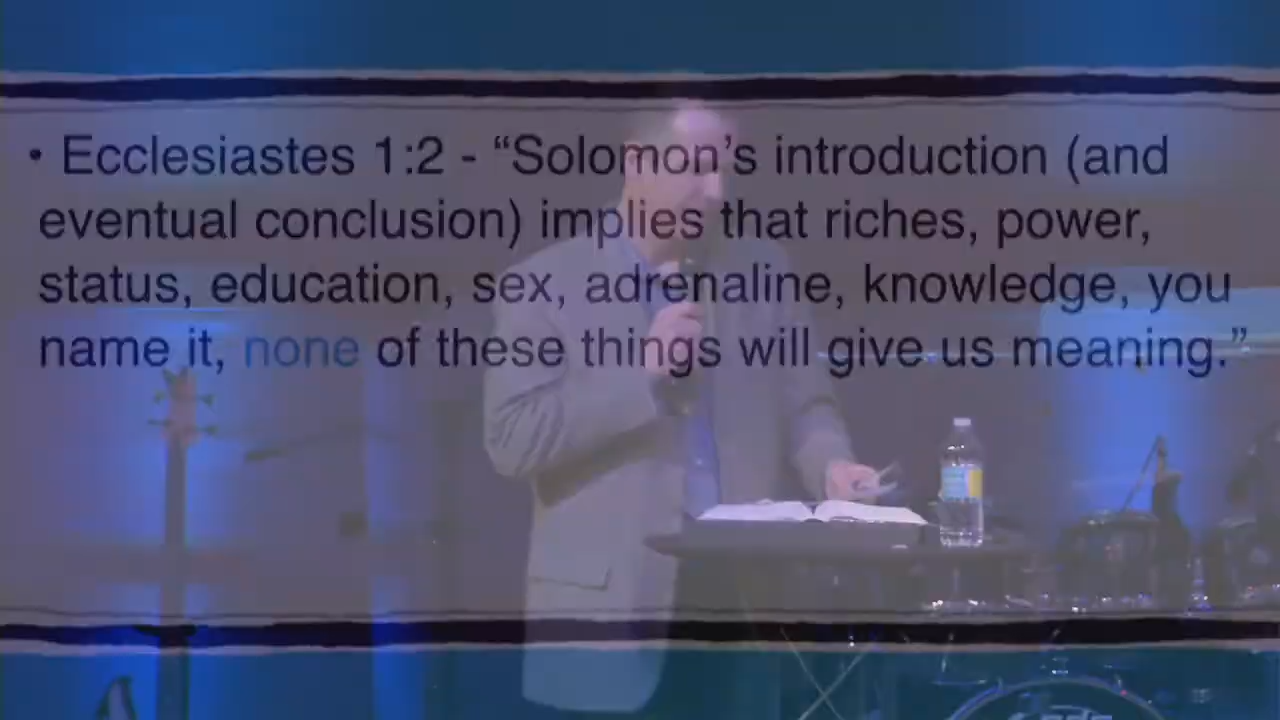 • Ecclesiastes 1:2 - “Solomon’s introduction (and
eventual conclusion) implies that riches, power,
status, education, sex, adrenaline, knowledge, you
name it, none of these things will give us meaning.”